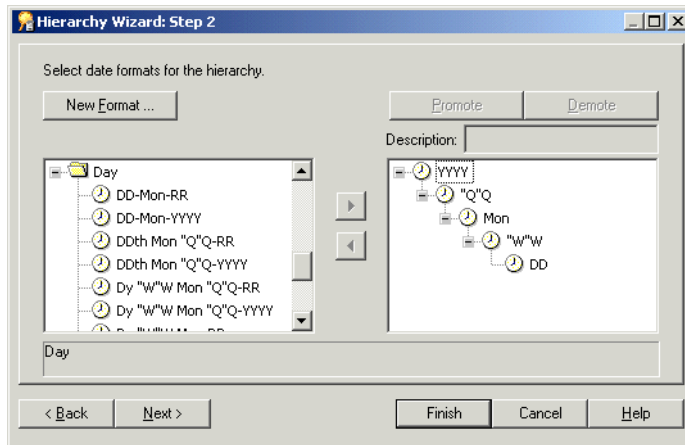 Hierarchy Wizard: Step 2
Select date formats for the hierarchy.
New Format ...
Promote
Demote
Description:
Day
DD-Mon-RR
DD-Mon-YYYY
DDth Mon "Q"Q-RR
DDth Mon "Q"Q-YYYY
Dy "W"W Mon "Q"Q-RR
Dy "W"W Mon "Q"Q-YYYY
YYYY
"Q"Q
Mon
"W"W
DD
Day
< Back
Next >
Finish
Cancel
Help